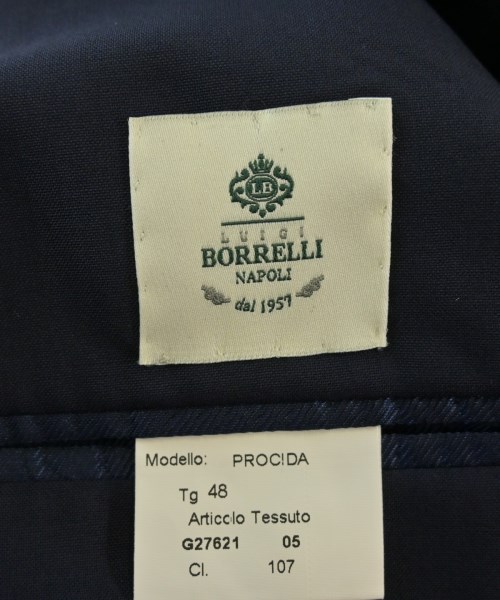 LB
LUIGI
BORRELLI
NAPOLI
dal 1957
Modello: PROCIDA
Tg 48
Articolo Tessuto
G27621 05
Cl. 107